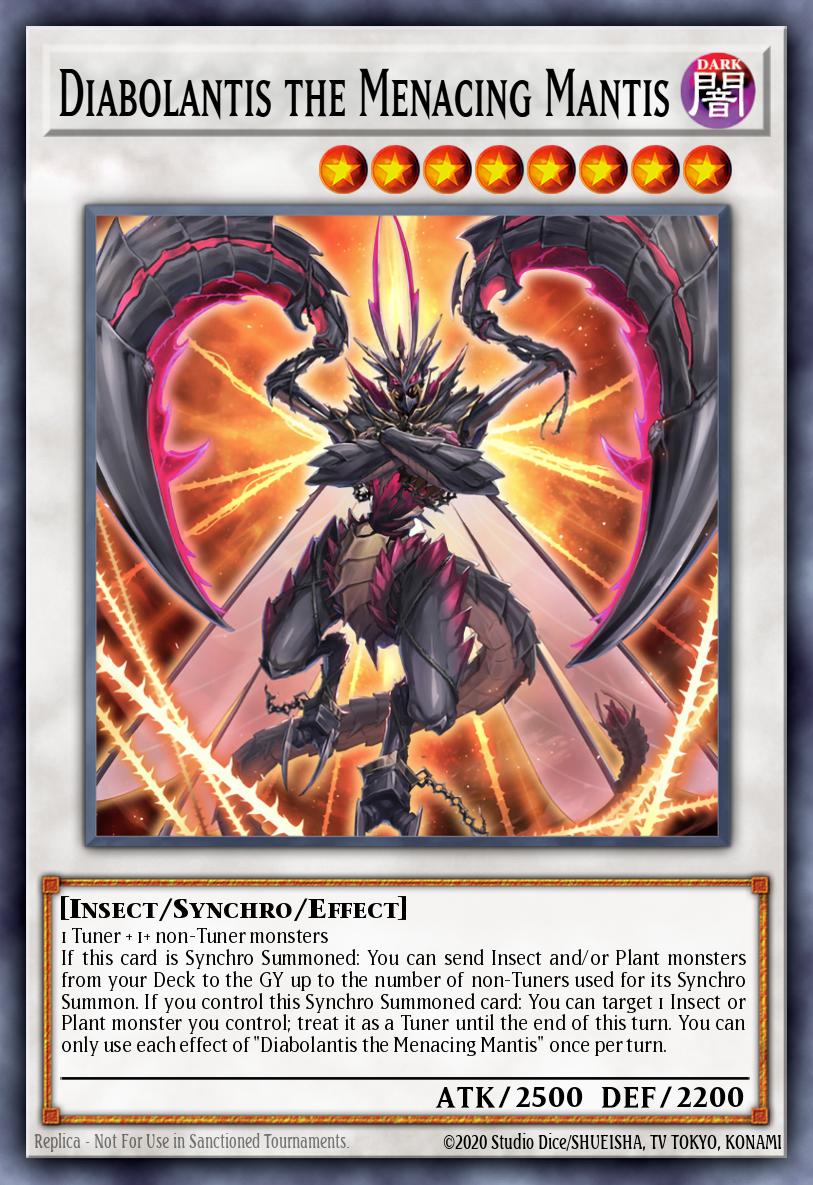 Diabolantis the Menacing Mantis
DARK
闇
[Insect/Synchro/Effect]
1 Tuner + 1+ non-Tuner monsters
If this card is Synchro Summoned: You can send Insect and/or Plant monsters
from your Deck to the GY up to the number of non-Tuners used for its Synchro
Summon. If you control this Synchro Summoned card: You can target 1 Insect or
Plant monster you control; treat it as a Tuner until the end of this turn. You can
only use each effect of "Diabolantis the Menacing Mantis" once per turn.
ATK/2500 DEF/2200
Replica - Not For Use in Sanctioned Tournaments.
©2020 Studio Dice/SHUEISHA, TV TOKYO, KONAMI